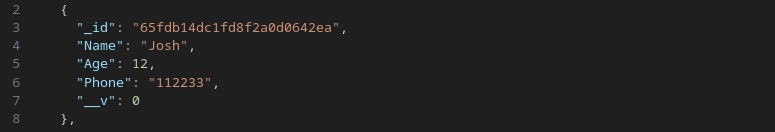 2 {
3 "_id": "65fdb14dc1fd8f2a0d0642ea",
4 "Name": "Josh",
5 "Age": 12,
6 "Phone": "112233",
7 "__v": 0
8 },